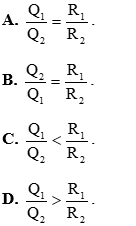 A. Q₁/Q₂ = R₁/R₂ .
B. Q₂/Q₁ = R₁/R₂ .
C. Q₁/Q₂ < R₁/R₂ .
D. Q₁/Q₂ > R₁/R₂ .